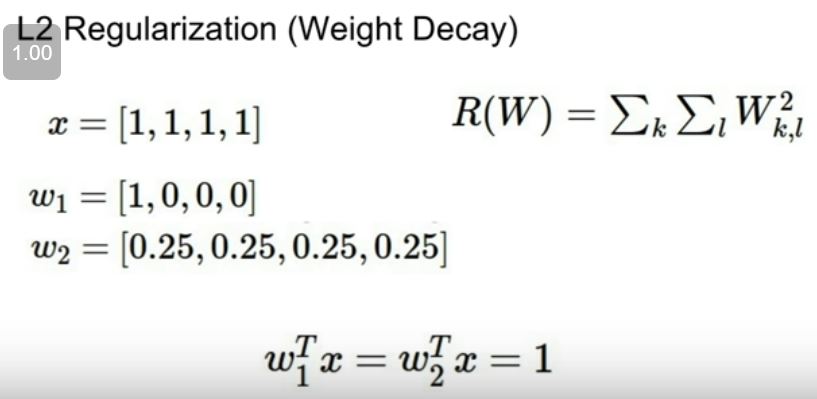 L2 Regularization (Weight Decay)
1.00
x = [1, 1, 1, 1]
R(W) = ∑_k ∑_l W_{k,l}^2
w_1 = [1, 0, 0, 0]
w_2 = [0.25, 0.25, 0.25, 0.25]
w_1^T x = w_2^T x = 1